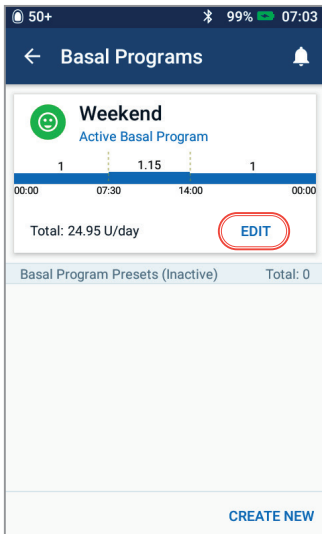 50+ 99% 07:03
Basal Programs
Weekend
Active Basal Program
1 1.15 1
00:00 07:30 14:00 00:00
Total: 24.95 U/day EDIT
Basal Program Presets (Inactive) Total: 0
CREATE NEW